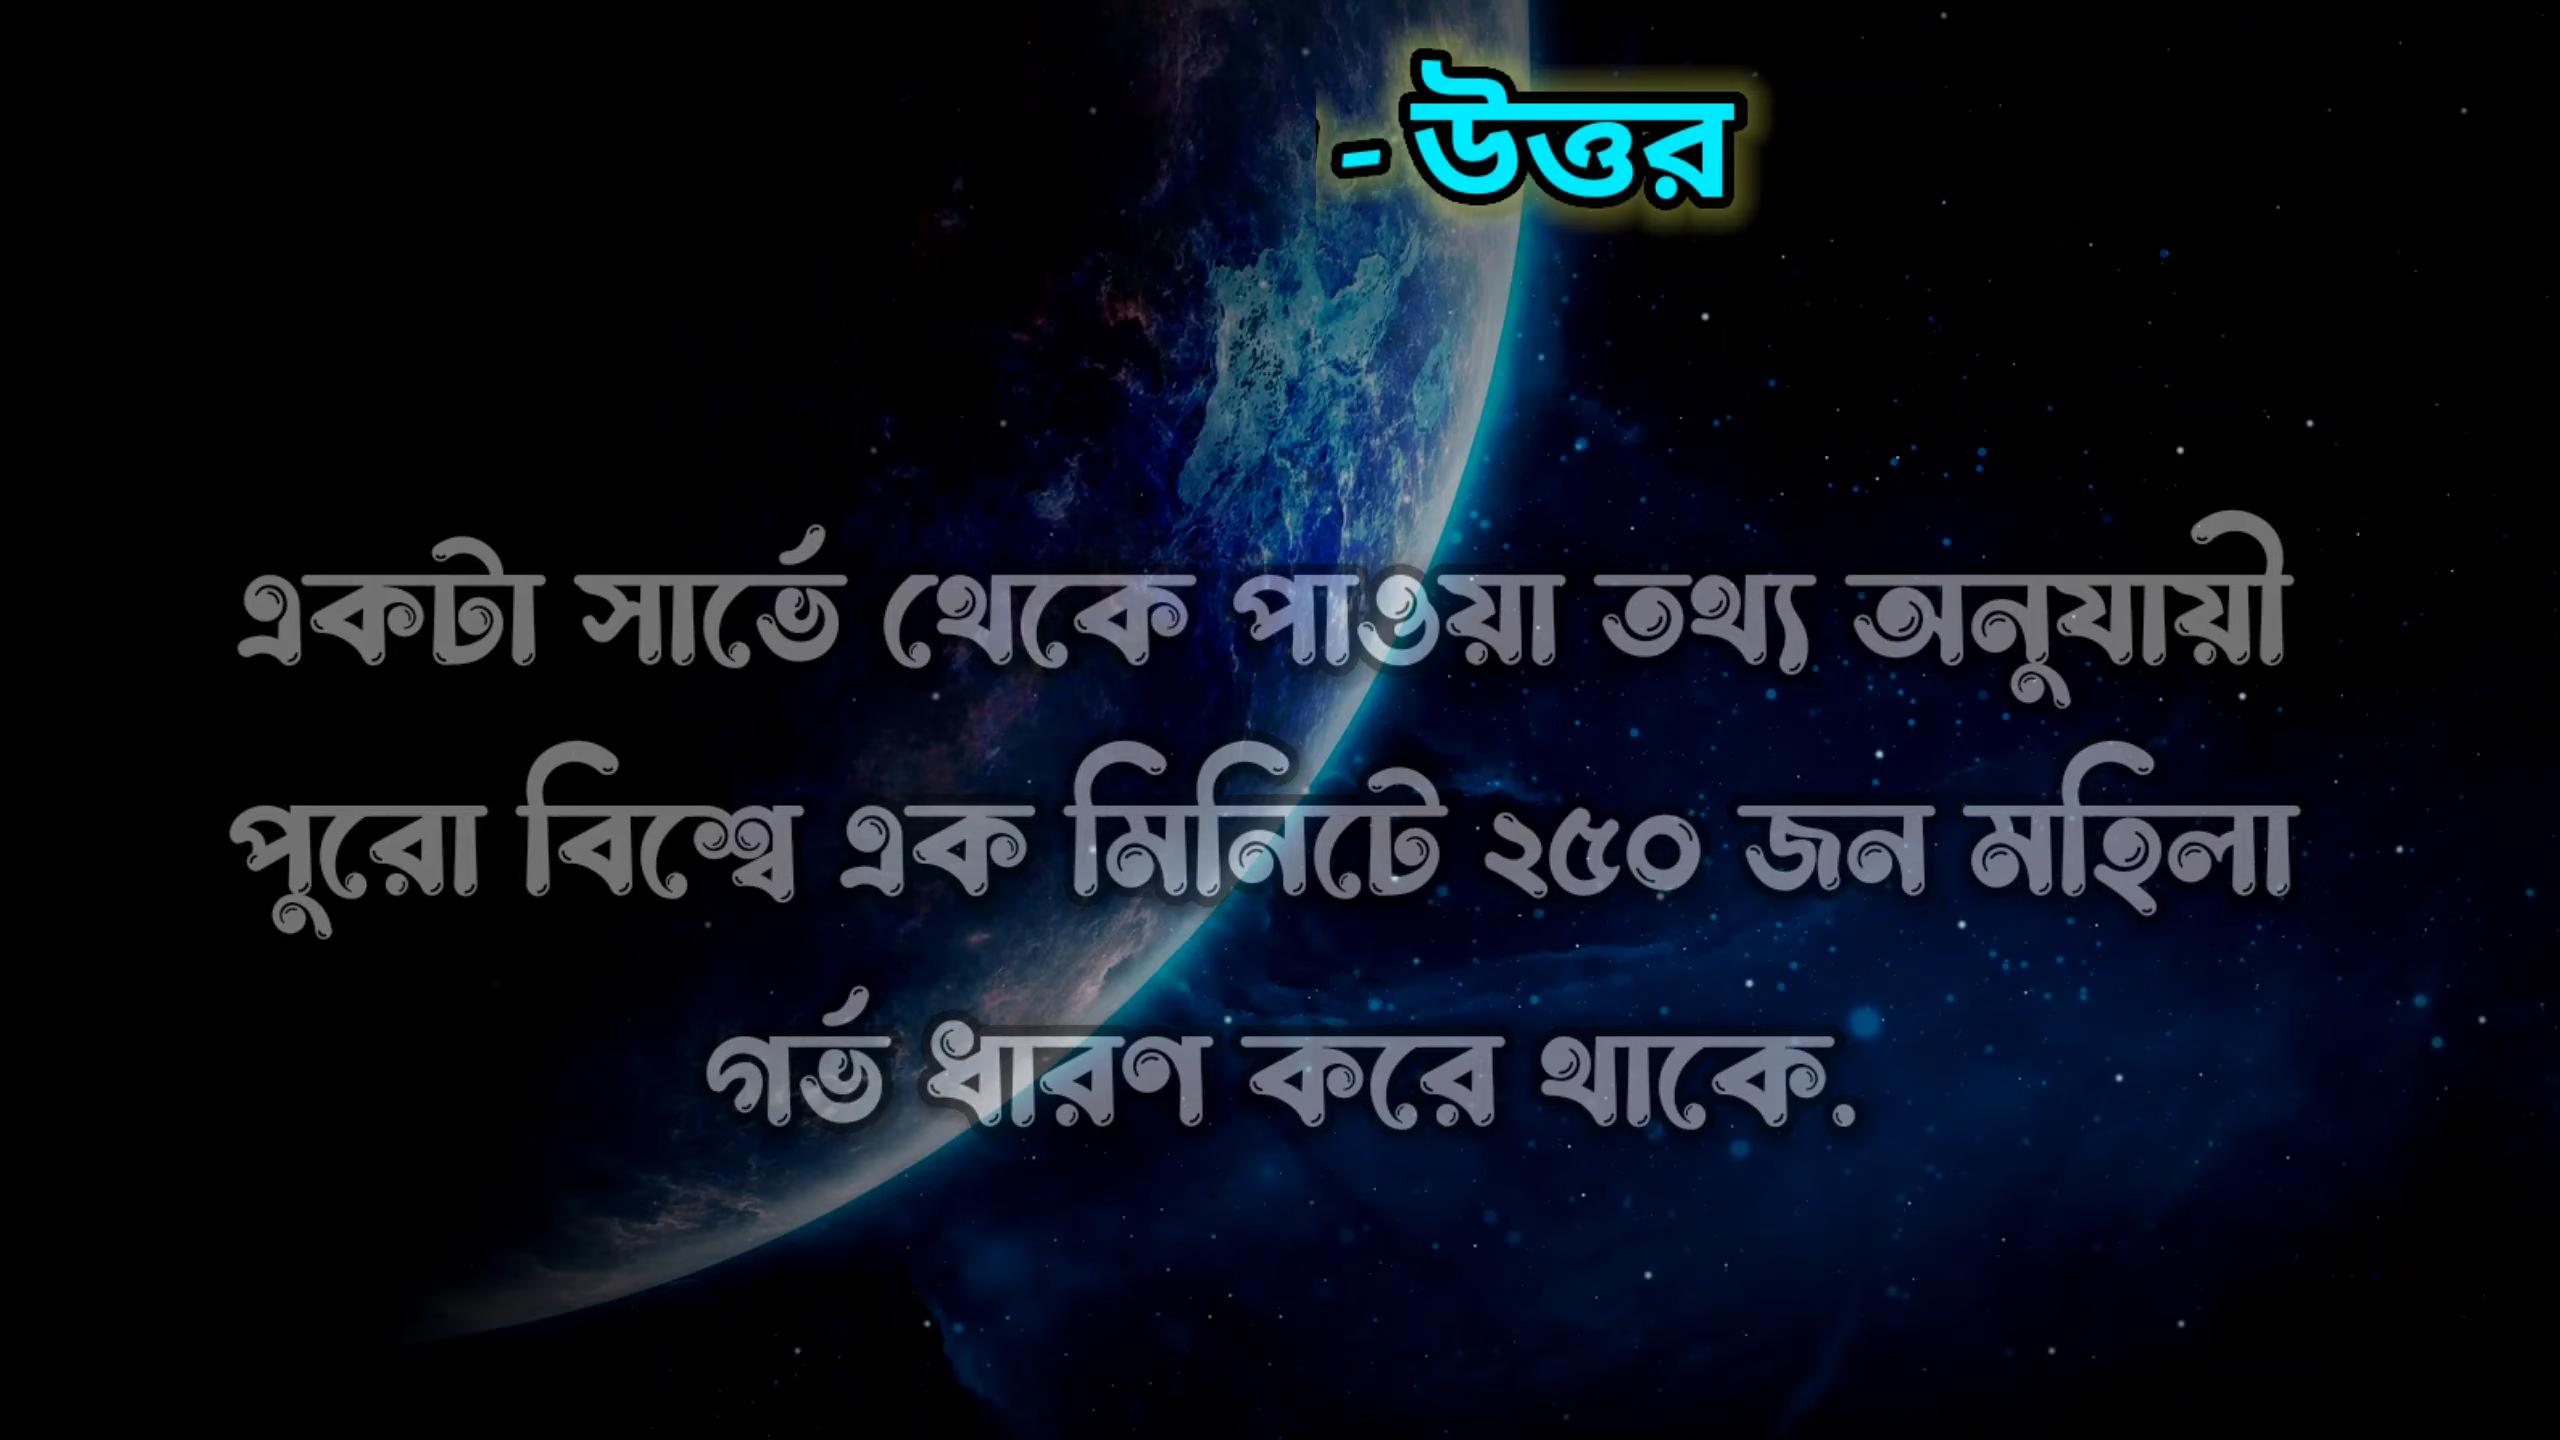 - উত্তর
একটা সার্ভে থেকে পাওয়া তথ্য অনুযায়ী
পুরো বিশ্বে এক মিনিটে ২৫০ জন মহিলা
গর্ভ ধারণ করে থাকে.